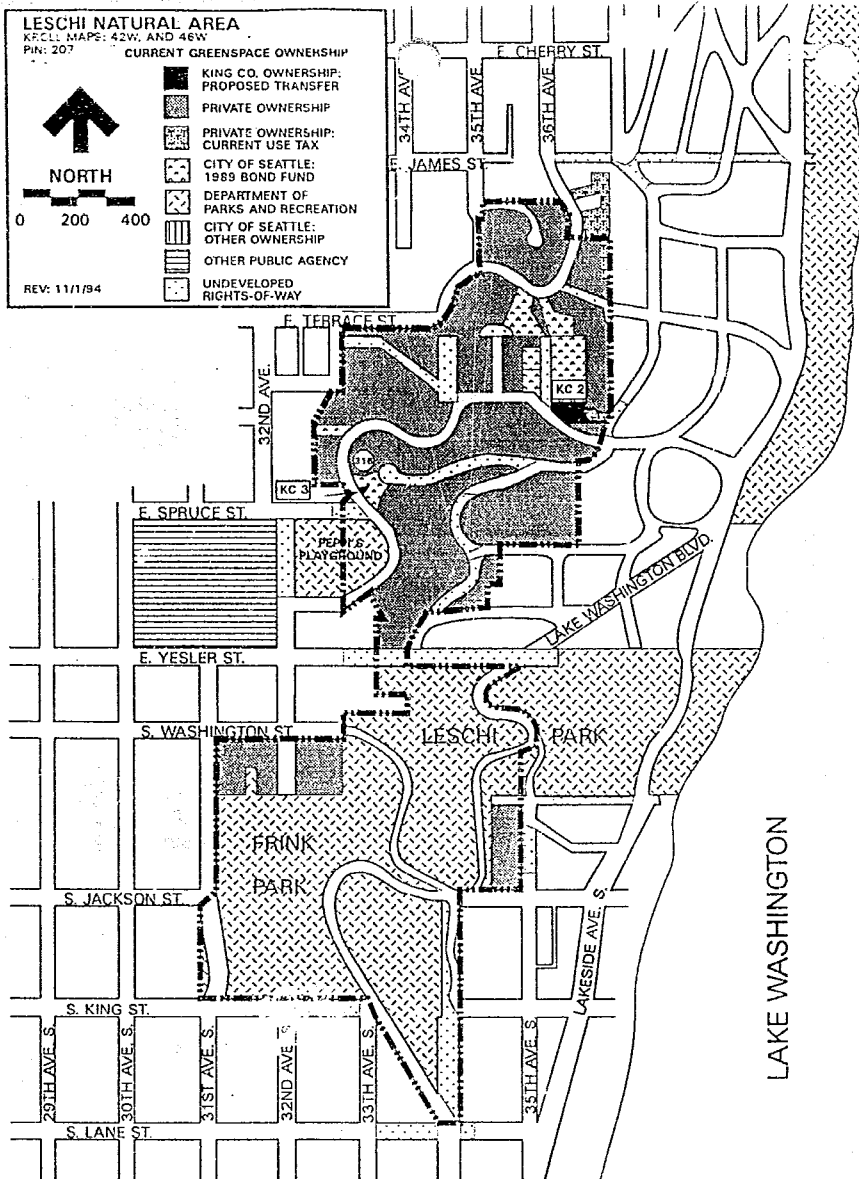 LESCHI NATURAL AREA
KROLL MAPS: 42W, AND 46W
PIN: 207
CURRENT GREENSPACE OWNERSHIP
KING CO. OWNERSHIP:
PROPOSED TRANSFER
PRIVATE OWNERSHIP
PRIVATE OWNERSHIP:
CURRENT USE TAX
CITY OF SEATTLE:
1989 BOND FUND
DEPARTMENT OF
PARKS AND RECREATION
CITY OF SEATTLE:
OTHER OWNERSHIP
OTHER PUBLIC AGENCY
UNDEVELOPED
RIGHTS-OF-WAY
NORTH
0 200 400
REV: 11/1/94
E. CHERRY ST.
34TH AVE
35TH AVE.
36TH AVE.
E. JAMES ST.
E. TERRACE ST.
32ND AVE.
KC 2
316
KC 3
E. SPRUCE ST.
PEPPI'S
PLAYGROUND
LAKE WASHINGTON BLVD.
E. YESLER ST.
S. WASHINGTON ST.
LESCHI PARK
FRINK
PARK
S. JACKSON ST.
LAKESIDE AVE. S.
LAKE WASHINGTON
S. KING ST.
29TH AVE. S.
30TH AVE. S.
31ST AVE. S.
32ND AVE. S.
33TH AVE. S.
35TH AVE. S.
S. LANE ST.